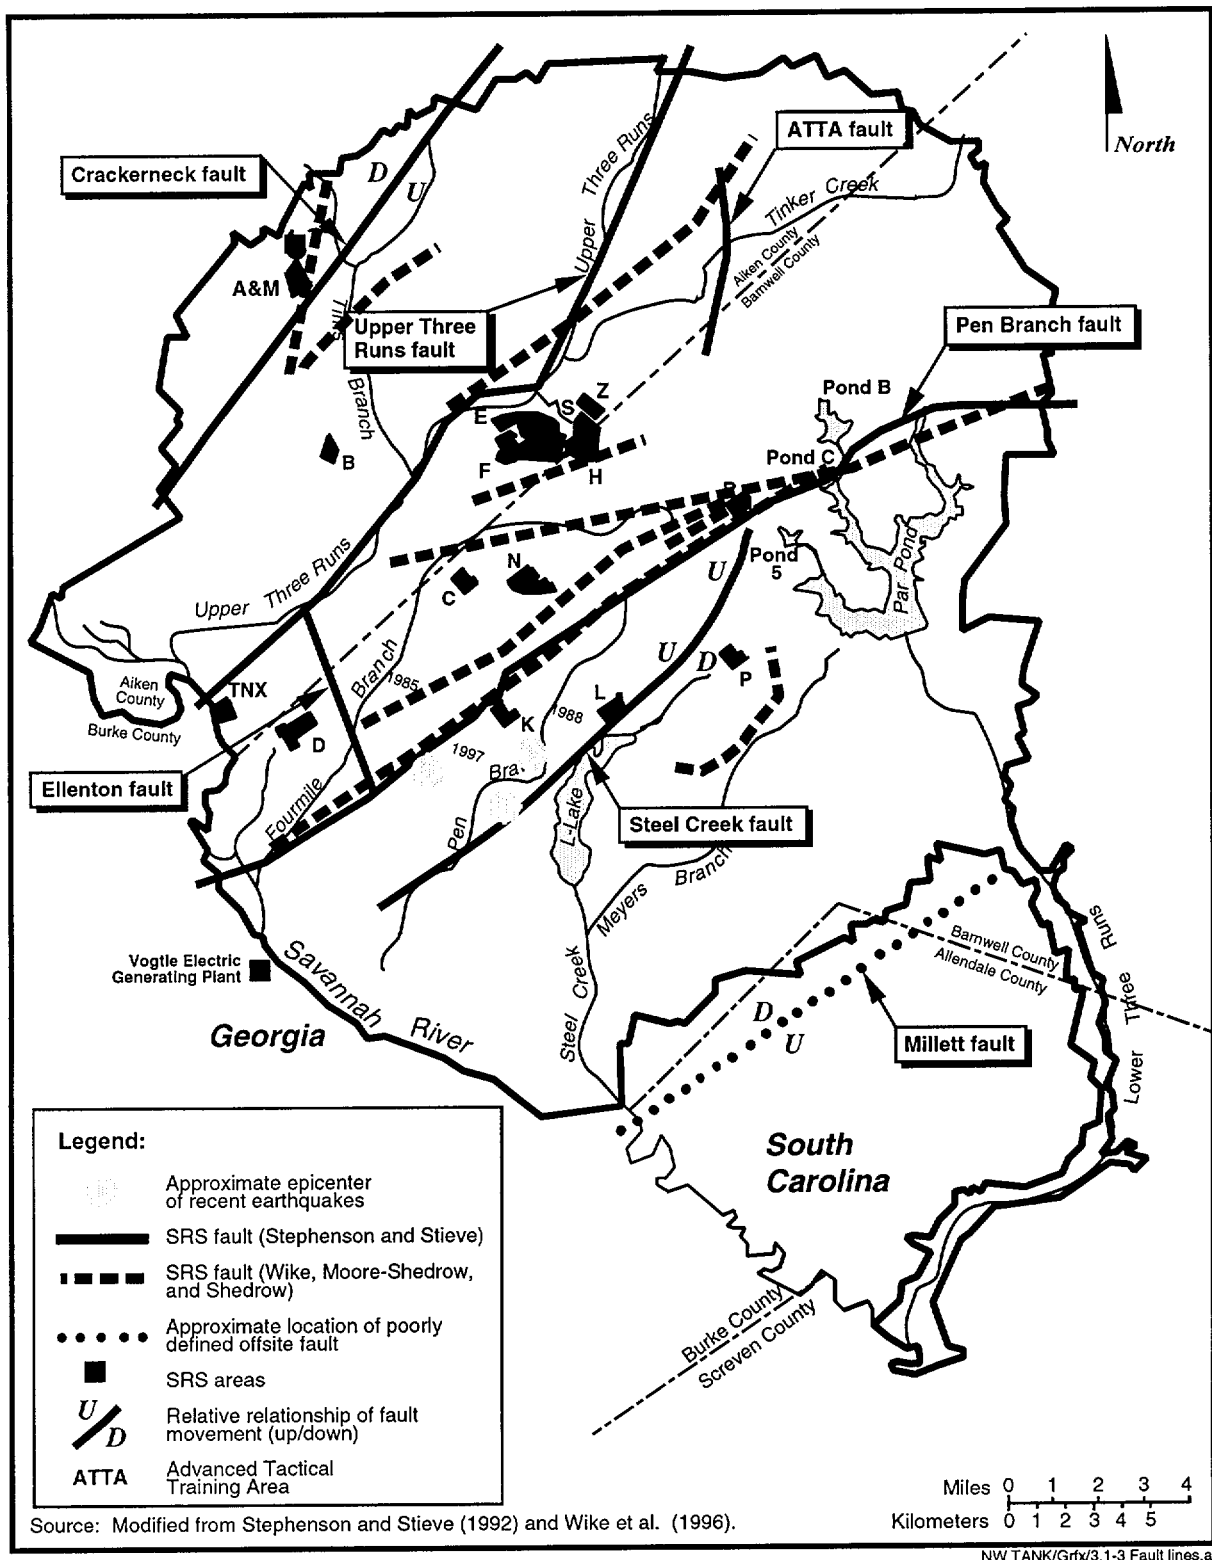 North
ATTA fault
Crackerneck fault
D
U
Upper Three Runs
Tinker Creek
Aiken County
Barnwell County
A&M
Tims
Branch
Upper Three
Runs fault
Pen Branch fault
Pond B
Z
S
E
F
H
B
Pond C
R
Pond
5
Par Pond
U
N
C
Upper Three Runs
Branch
1985
U
D
P
Aiken
County
TNX
Burke County
L
K
1988
D
1997
Bra.
Ellenton fault
Fourmile
Pen
L-Lake
Steel Creek fault
Meyers Branch
Barnwell County
Allendale County
Lower Three Runs
Vogtle Electric
Generating Plant
Savannah River
Georgia
Steel Creek
D
U
Millett fault
South
Carolina
Burke County
Screven County
Legend:
Approximate epicenter
of recent earthquakes
SRS fault (Stephenson and Stieve)
SRS fault (Wike, Moore-Shedrow,
and Shedrow)
Approximate location of poorly
defined offsite fault
SRS areas
U
D
Relative relationship of fault
movement (up/down)
ATTA
Advanced Tactical
Training Area
Miles 0 1 2 3 4
Kilometers 0 1 2 3 4 5
Source: Modified from Stephenson and Stieve (1992) and Wike et al. (1996).
NW TANK/Grfx/3.1-3 Fault lines.a